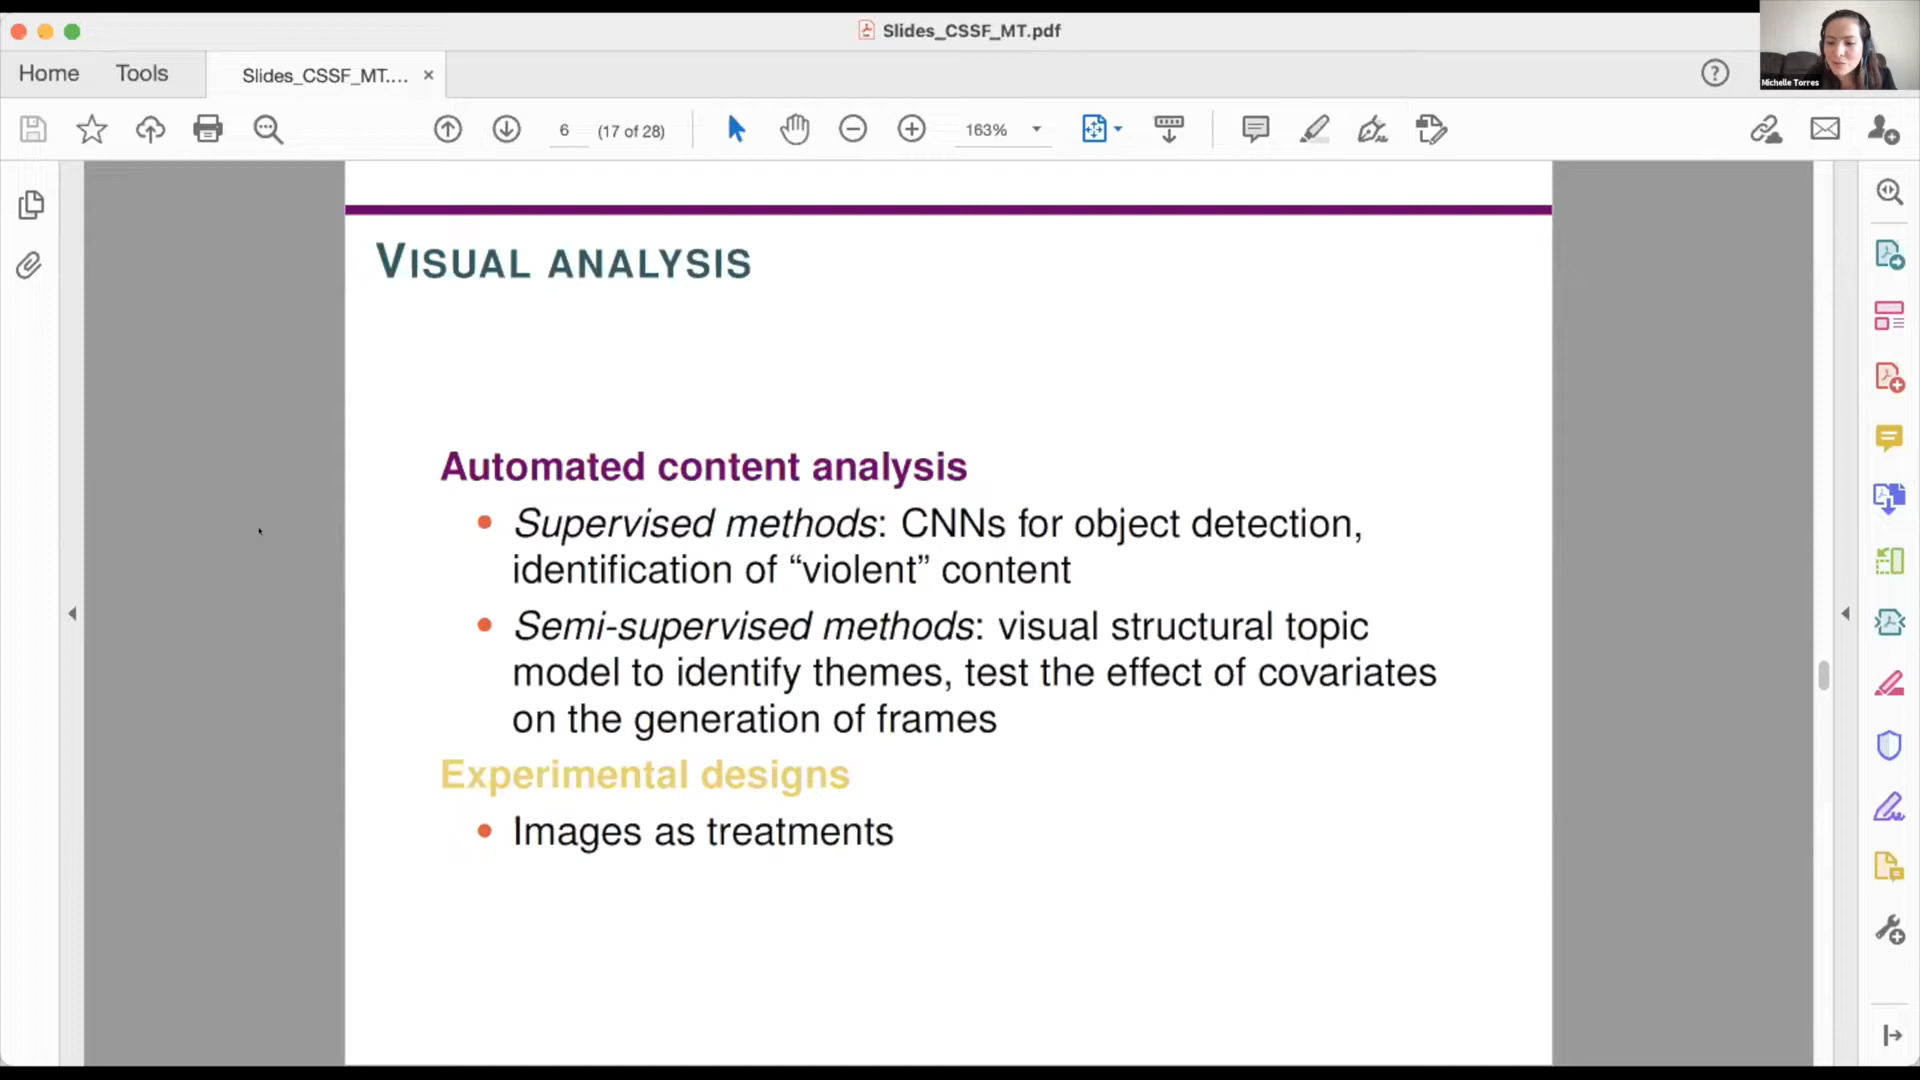 Slides_CSSF_MT.pdf
Michelle Torres
Home Tools Slides_CSSF_MT.... ×
6 (17 of 28) 163%
VISUAL ANALYSIS
Automated content analysis
• Supervised methods: CNNs for object detection,
identification of “violent” content
• Semi-supervised methods: visual structural topic
model to identify themes, test the effect of covariates
on the generation of frames
Experimental designs
• Images as treatments